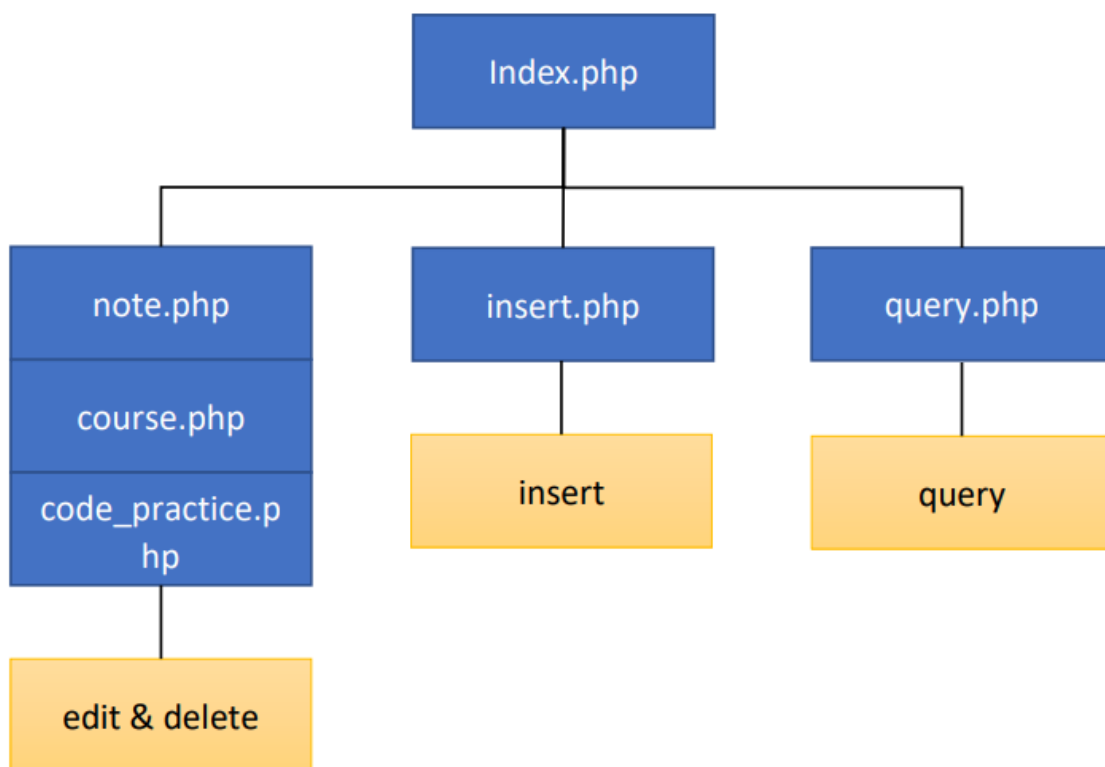 Index.php
note.php
insert.php
query.php
course.php
insert
query
code_practice.p
hp
edit & delete